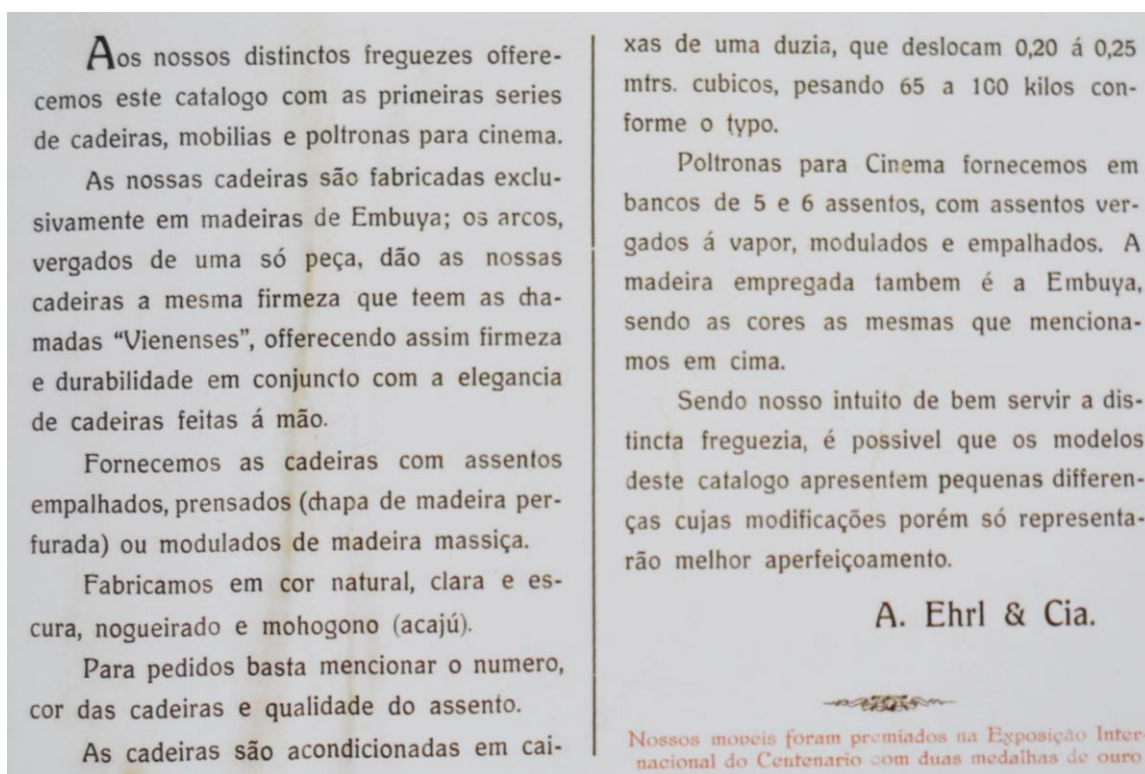 Aos nossos distinctos freguezes offere-
cemos este catalogo com as primeiras series
de cadeiras, mobilias e poltronas para cinema.
As nossas cadeiras são fabricadas exclu-
sivamente em madeiras de Embuya; os arcos,
vergados de uma só peça, dão as nossas
cadeiras a mesma firmeza que teem as cha-
madas “Vienenses”, offerecendo assim firmeza
e durabilidade em conjuncto com a elegancia
de cadeiras feitas á mão.
Fornecemos as cadeiras com assentos
empalhados, prensados (chapa de madeira per-
furada) ou modulados de madeira massiça.
Fabricamos em cor natural, clara e es-
cura, nogueirado e mohogono (acajú).
Para pedidos basta mencionar o numero,
cor das cadeiras e qualidade do assento.
As cadeiras são acondicionadas em cai-
xas de uma duzia, que deslocam 0,20 á 0,25
mtrs. cubicos, pesando 65 a 100 kilos con-
forme o typo.
Poltronas para Cinema fornecemos em
bancos de 5 e 6 assentos, com assentos ver-
gados á vapor, modulados e empalhados. A
madeira empregada tambem é a Embuya,
sendo as cores as mesmas que menciona-
mos em cima.
Sendo nosso intuito de bem servir a dis-
tincta freguezia, é possivel que os modelos
deste catalogo apresentem pequenas differen-
ças cujas modificações porém só representa-
rão melhor aperfeiçoamento.
A. Ehrl & Cia.
Nossos moveis foram premiados na Exposição Inter-
nacional do Centenario com duas medalhas de ouro